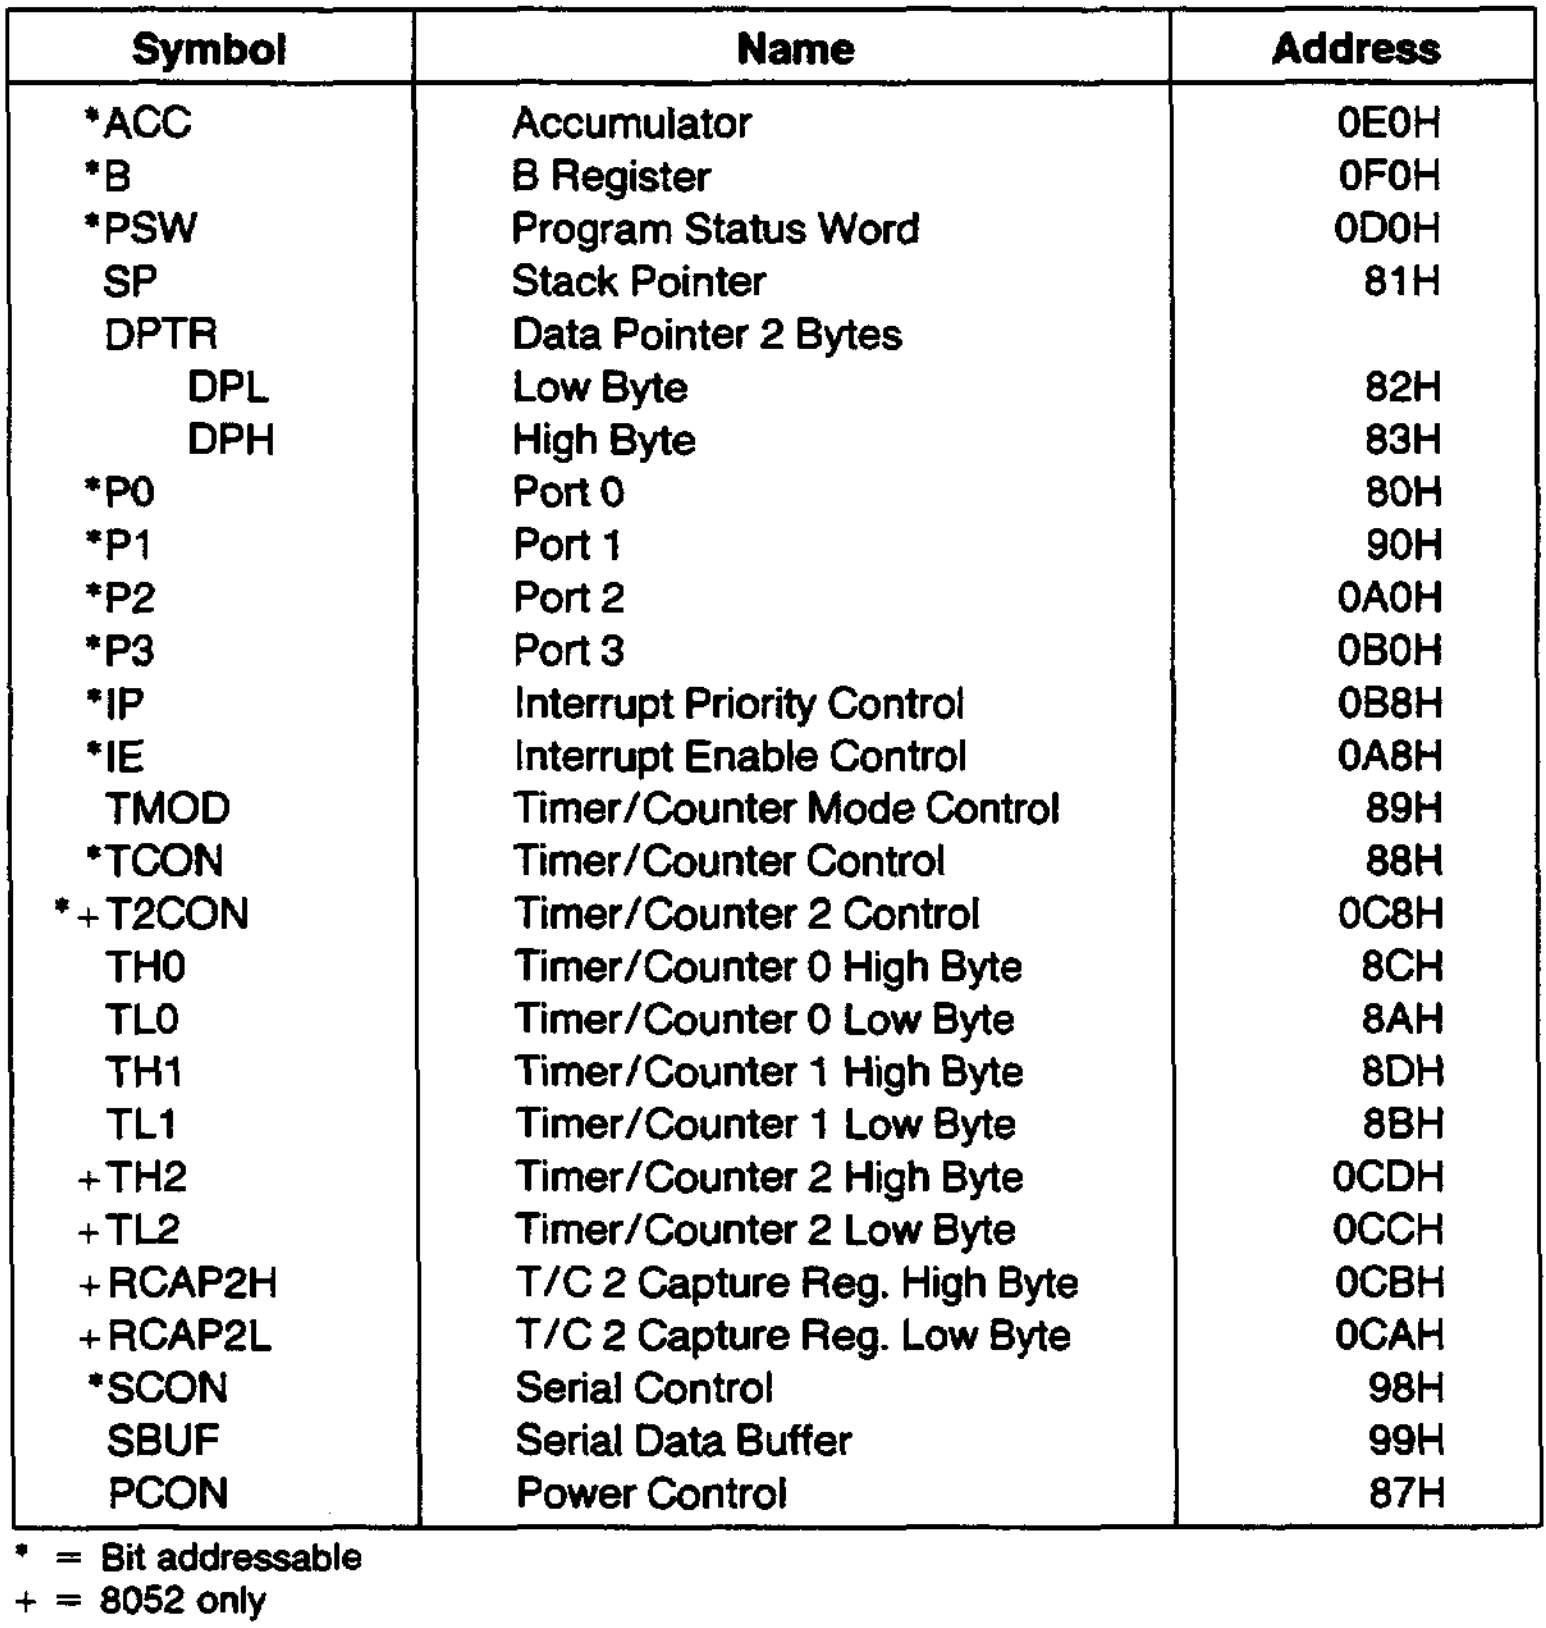 Symbol Name Address
*ACC Accumulator 0E0H
*B B Register 0F0H
*PSW Program Status Word 0D0H
SP Stack Pointer 81H
DPTR Data Pointer 2 Bytes
DPL Low Byte 82H
DPH High Byte 83H
*P0 Port 0 80H
*P1 Port 1 90H
*P2 Port 2 0A0H
*P3 Port 3 0B0H
*IP Interrupt Priority Control 0B8H
*IE Interrupt Enable Control 0A8H
TMOD Timer/Counter Mode Control 89H
*TCON Timer/Counter Control 88H
*+T2CON Timer/Counter 2 Control 0C8H
TH0 Timer/Counter 0 High Byte 8CH
TL0 Timer/Counter 0 Low Byte 8AH
TH1 Timer/Counter 1 High Byte 8DH
TL1 Timer/Counter 1 Low Byte 8BH
+TH2 Timer/Counter 2 High Byte 0CDH
+TL2 Timer/Counter 2 Low Byte 0CCH
+RCAP2H T/C 2 Capture Reg. High Byte 0CBH
+RCAP2L T/C 2 Capture Reg. Low Byte 0CAH
*SCON Serial Control 98H
SBUF Serial Data Buffer 99H
PCON Power Control 87H
* = Bit addressable
+ = 8052 only